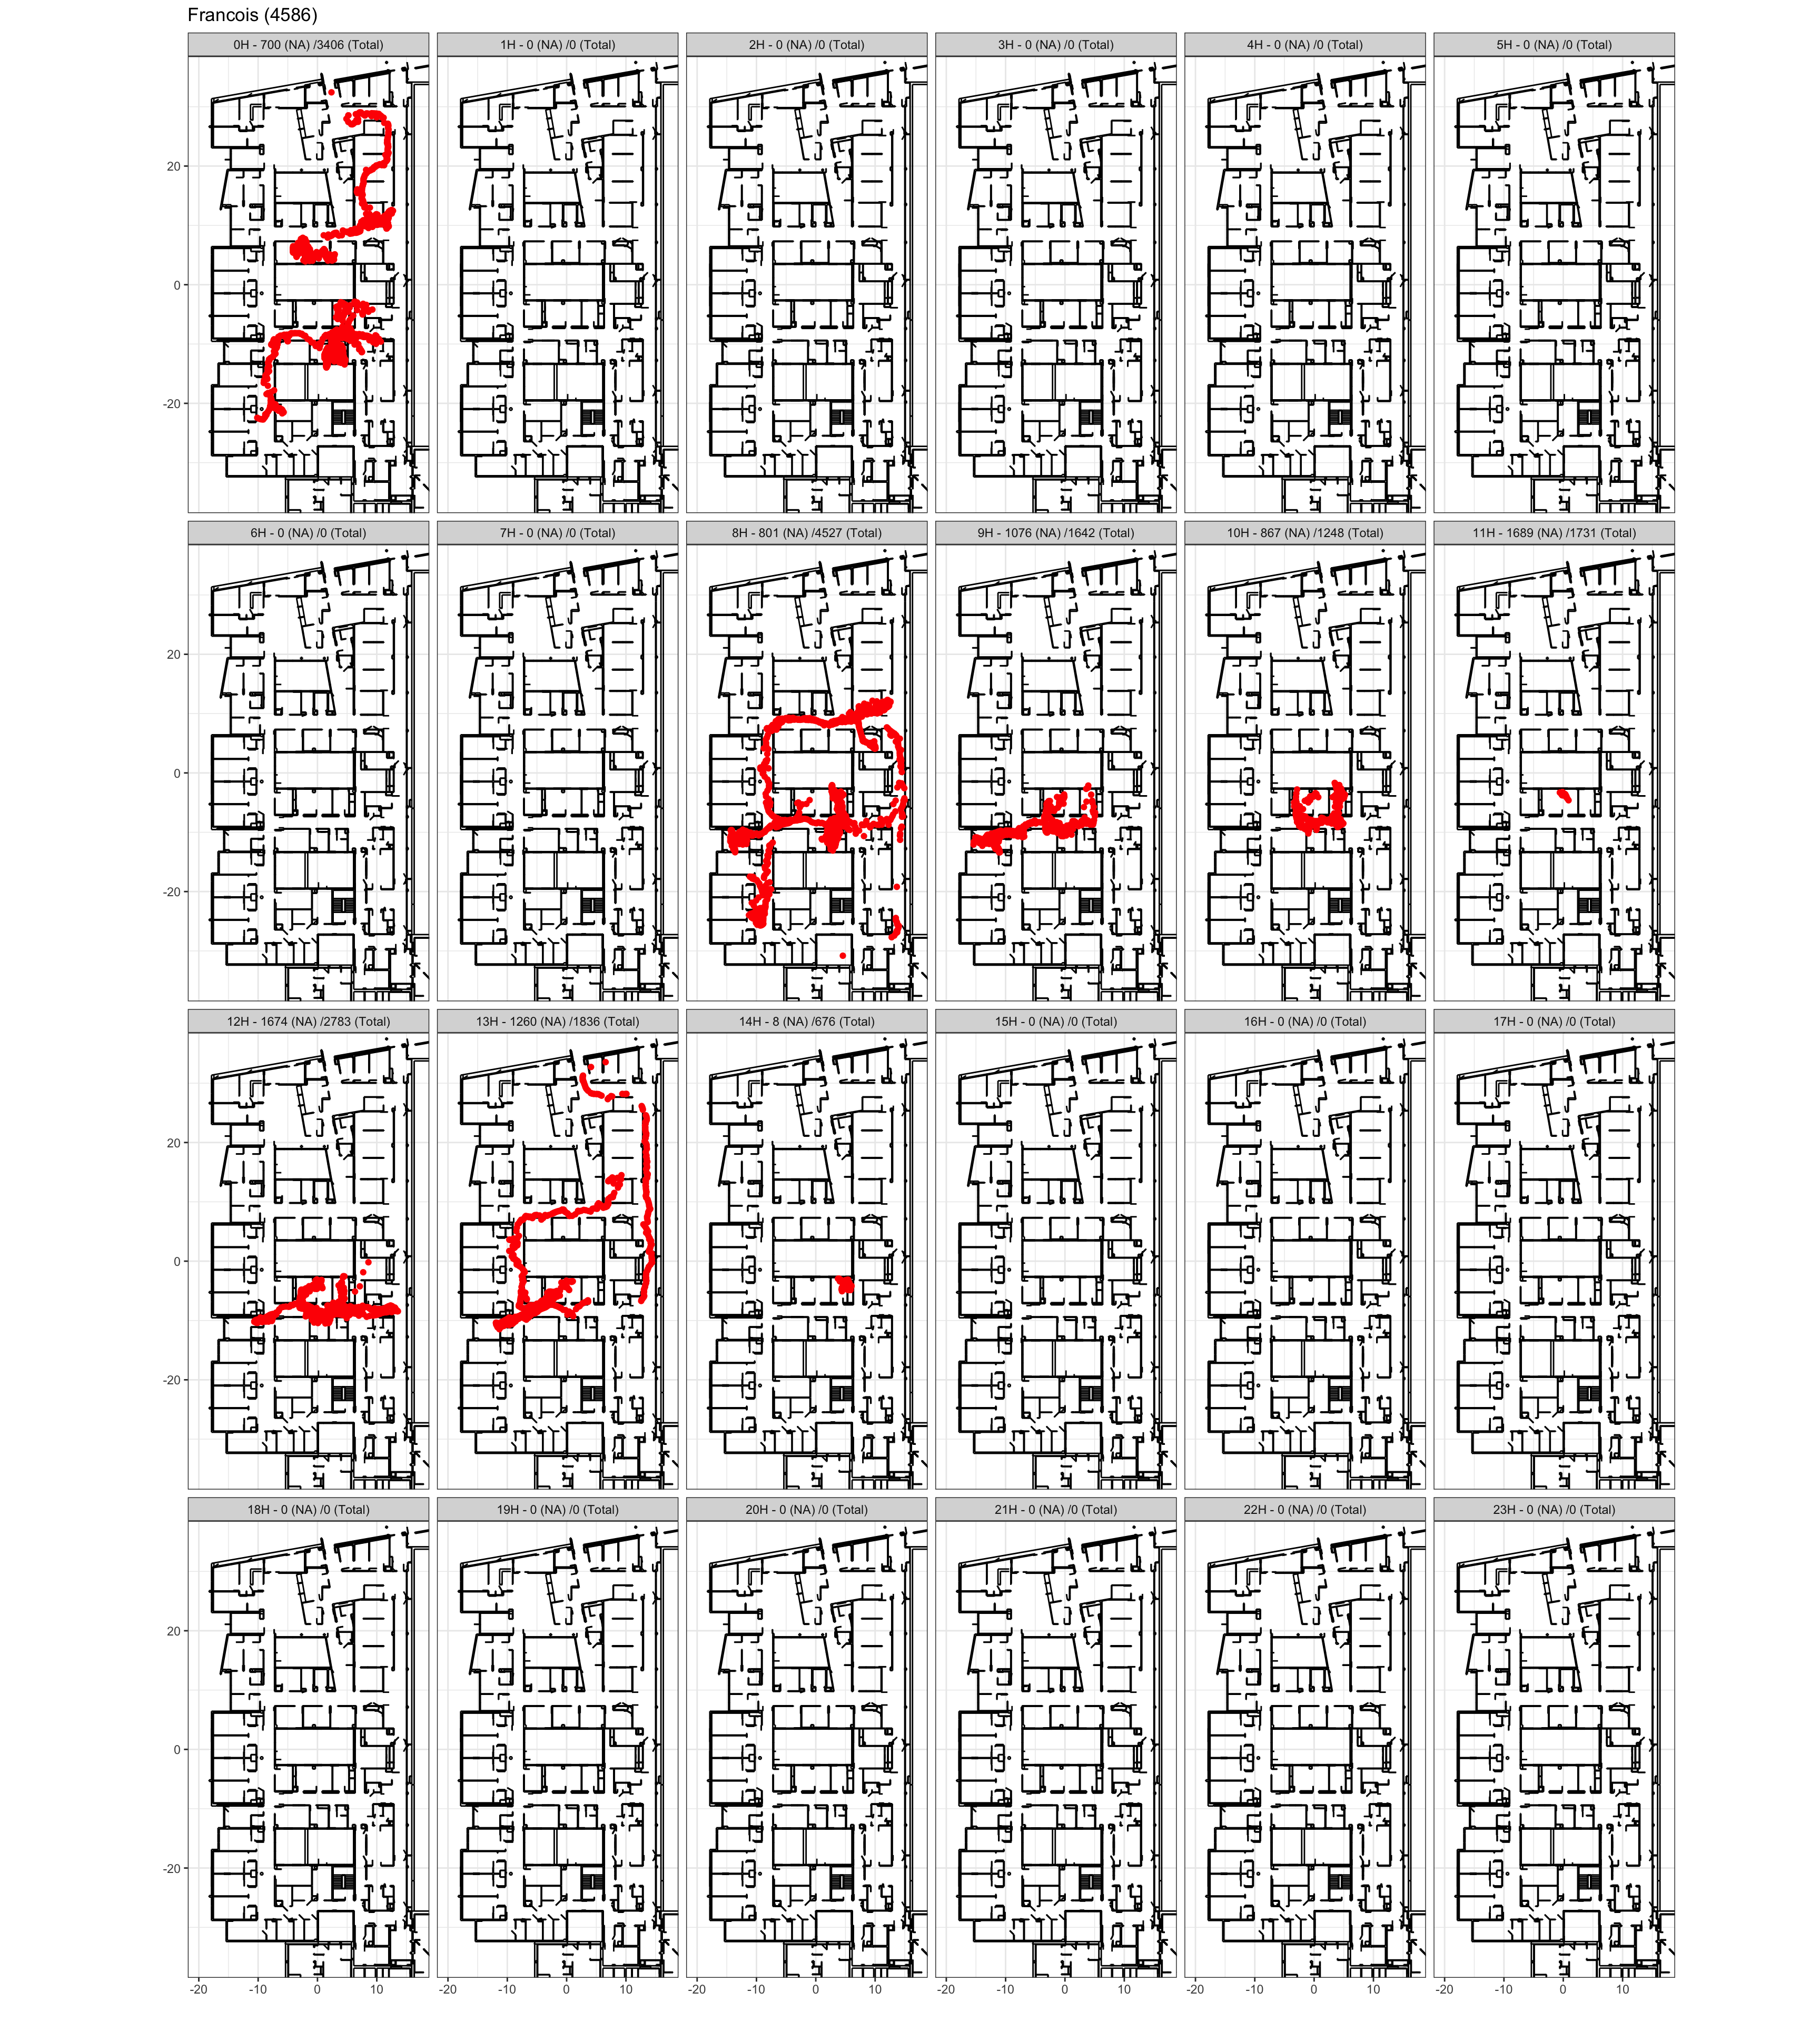 Francois (4586)
0H - 700 (NA) /3406 (Total) 1H - 0 (NA) /0 (Total) 2H - 0 (NA) /0 (Total) 3H - 0 (NA) /0 (Total) 4H - 0 (NA) /0 (Total) 5H - 0 (NA) /0 (Total)
20
0
-20
6H - 0 (NA) /0 (Total) 7H - 0 (NA) /0 (Total) 8H - 801 (NA) /4527 (Total) 9H - 1076 (NA) /1642 (Total) 10H - 867 (NA) /1248 (Total) 11H - 1689 (NA) /1731 (Total)
20
0
-20
12H - 1674 (NA) /2783 (Total) 13H - 1260 (NA) /1836 (Total) 14H - 8 (NA) /676 (Total) 15H - 0 (NA) /0 (Total) 16H - 0 (NA) /0 (Total) 17H - 0 (NA) /0 (Total)
20
0
-20
18H - 0 (NA) /0 (Total) 19H - 0 (NA) /0 (Total) 20H - 0 (NA) /0 (Total) 21H - 0 (NA) /0 (Total) 22H - 0 (NA) /0 (Total) 23H - 0 (NA) /0 (Total)
20
0
-20
-20 -10 0 10 -20 -10 0 10 -20 -10 0 10 -20 -10 0 10 -20 -10 0 10 -20 -10 0 10